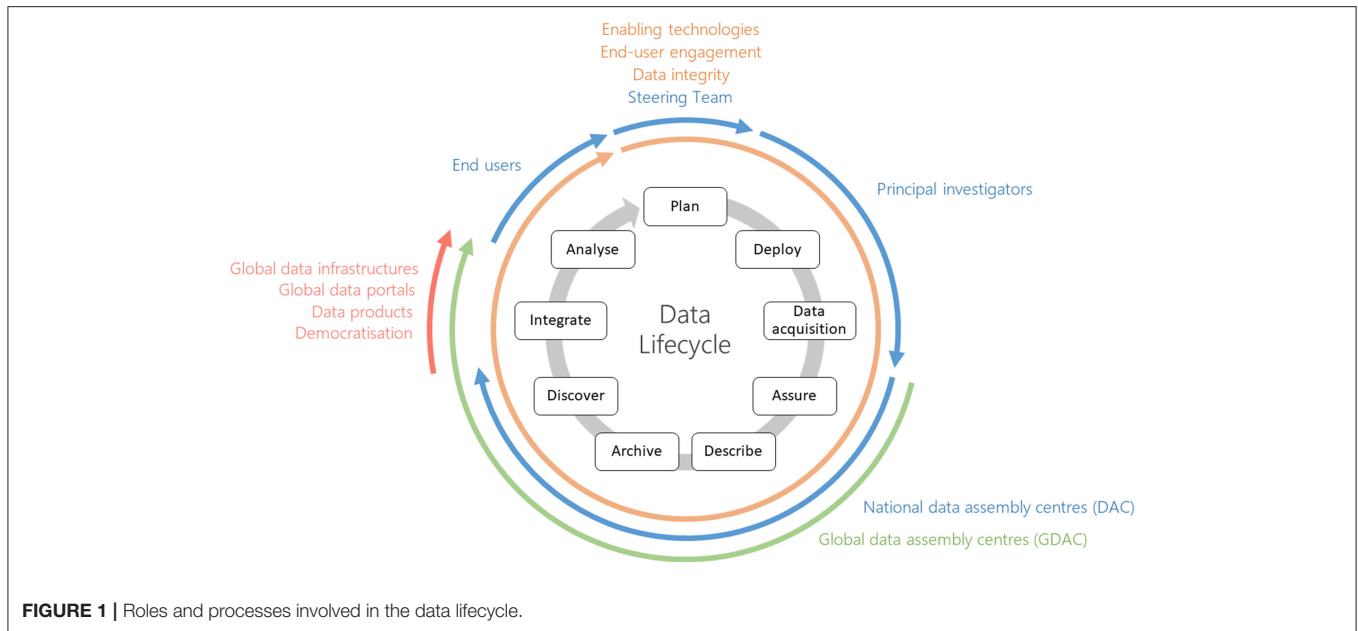 Enabling technologies
End-user engagement
Data integrity
Steering Team
End users
Principal investigators
Plan
Analyse
Deploy
Global data infrastructures
Global data portals
Data products
Democratisation
Integrate
Data
Lifecycle
Data
acquisition
Discover
Assure
Archive
Describe
National data assembly centres (DAC)
Global data assembly centres (GDAC)
FIGURE 1 | Roles and processes involved in the data lifecycle.